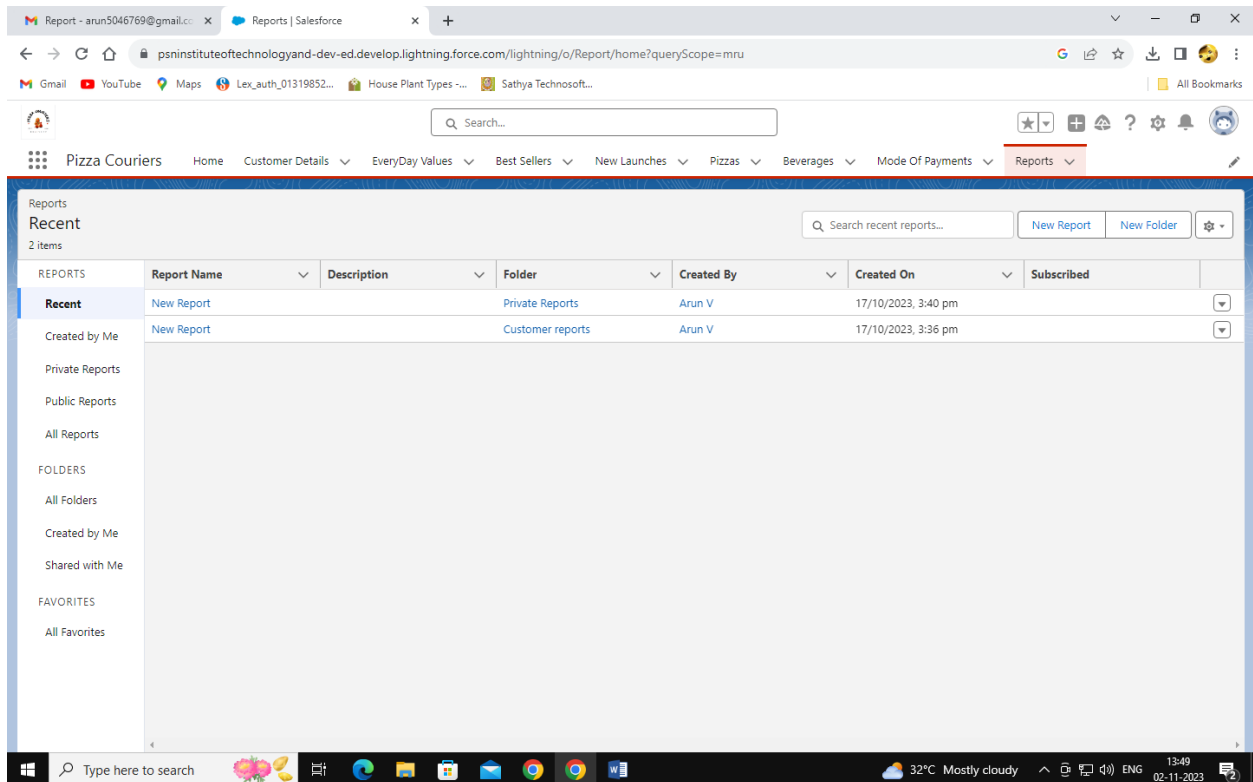 Report - arun5046769@gmail.co
Reports | Salesforce
psninstituteoftechnologyand-dev-ed.develop.lightning.force.com/lightning/o/Report/home?queryScope=mru
Gmail YouTube Maps Lex_auth_01319852... House Plant Types -... Sathya Technosoft... All Bookmarks
Search...
Pizza Couriers Home Customer Details EveryDay Values Best Sellers New Launches Pizzas Beverages Mode Of Payments Reports
Reports
Recent
2 items
Search recent reports... New Report New Folder
REPORTS Report Name Description Folder Created By Created On Subscribed
Recent New Report Private Reports Arun V 17/10/2023, 3:40 pm
New Report Customer reports Arun V 17/10/2023, 3:36 pm
Created by Me
Private Reports
Public Reports
All Reports
FOLDERS
All Folders
Created by Me
Shared with Me
FAVORITES
All Favorites
Type here to search 32°C Mostly cloudy ENG 13:49
02-11-2023